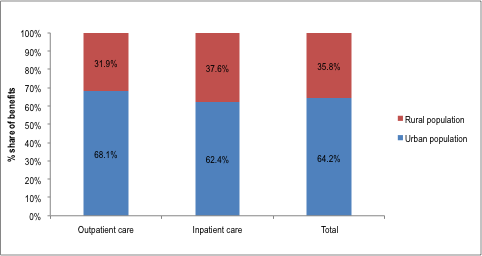 100%
90%
80%
70%
60%
50%
40%
30%
20%
10%
0%
% share of benefits
31.9%
37.6%
35.8%
68.1%
62.4%
64.2%
Outpatient care
Inpatient care
Total
Rural population
Urban population